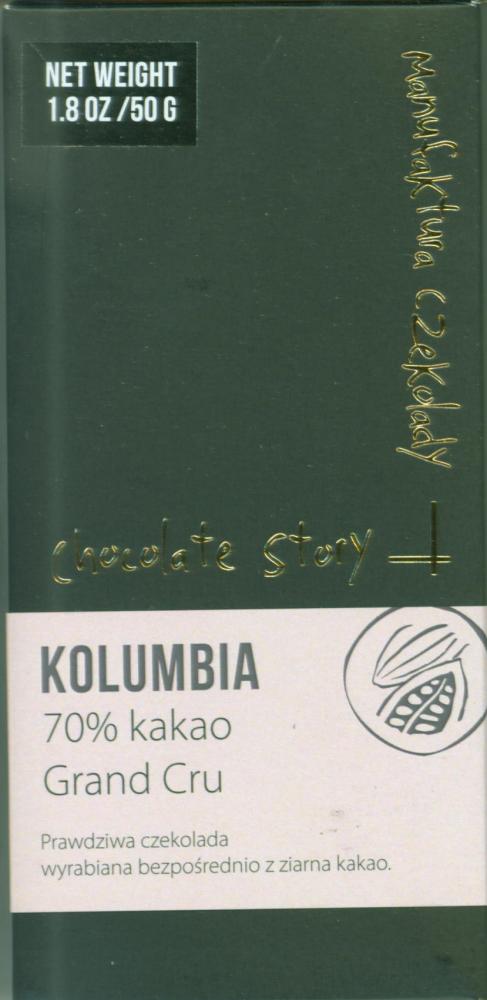 NET WEIGHT
1.8 OZ /50 G
Manufaktura czekolady
chocolate story
KOLUMBIA
70% kakao
Grand Cru
Prawdziwa czekolada
wyrabiana bezpośrednio z ziarna kakao.